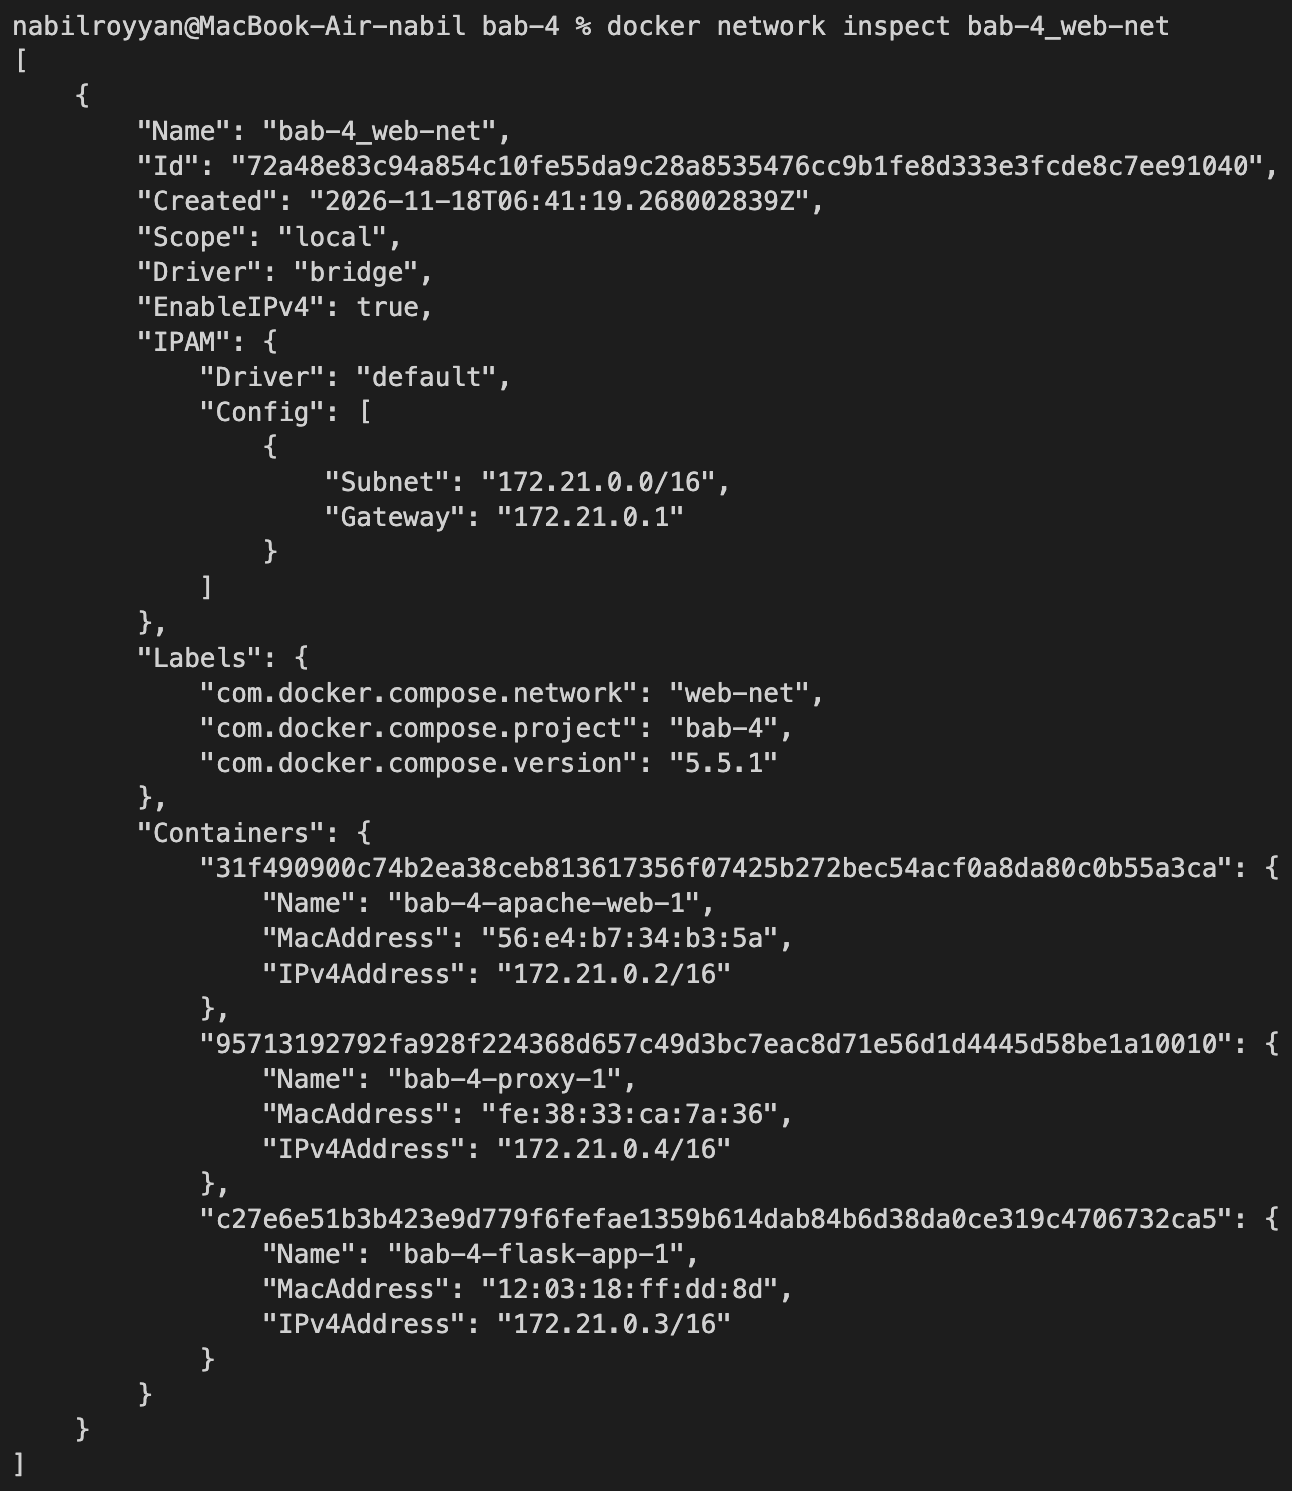 nabilroyyan@MacBook-Air-nabil bab-4 % docker network inspect bab-4_web-net
[
    {
        "Name": "bab-4_web-net",
        "Id": "72a48e83c94a854c10fe55da9c28a8535476cc9b1fe8d333e3fcde8c7ee91040",
        "Created": "2026-11-18T06:41:19.268002839Z",
        "Scope": "local",
        "Driver": "bridge",
        "EnableIPv4": true,
        "IPAM": {
            "Driver": "default",
            "Config": [
                {
                    "Subnet": "172.21.0.0/16",
                    "Gateway": "172.21.0.1"
                }
            ]
        },
        "Labels": {
            "com.docker.compose.network": "web-net",
            "com.docker.compose.project": "bab-4",
            "com.docker.compose.version": "5.5.1"
        },
        "Containers": {
            "31f490900c74b2ea38ceb813617356f07425b272bec54acf0a8da80c0b55a3ca": {
                "Name": "bab-4-apache-web-1",
                "MacAddress": "56:e4:b7:34:b3:5a",
                "IPv4Address": "172.21.0.2/16"
            },
            "95713192792fa928f224368d657c49d3bc7eac8d71e56d1d4445d58be1a10010": {
                "Name": "bab-4-proxy-1",
                "MacAddress": "fe:38:33:ca:7a:36",
                "IPv4Address": "172.21.0.4/16"
            },
            "c27e6e51b3b423e9d779f6fefae1359b614dab84b6d38da0ce319c4706732ca5": {
                "Name": "bab-4-flask-app-1",
                "MacAddress": "12:03:18:ff:dd:8d",
                "IPv4Address": "172.21.0.3/16"
            }
        }
    }
]